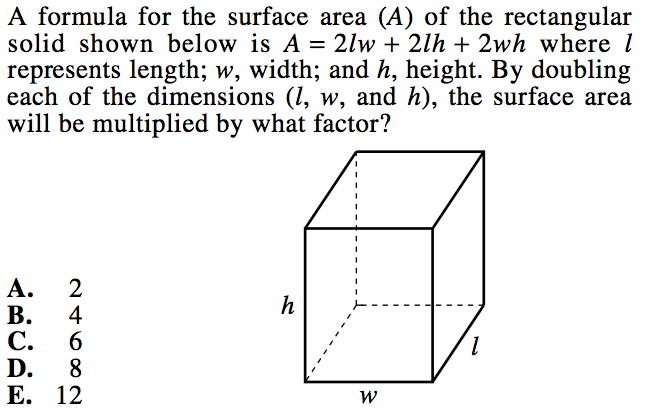 A formula for the surface area (A) of the rectangular
solid shown below is A = 2lw + 2lh + 2wh where l
represents length; w, width; and h, height. By doubling
each of the dimensions (l, w, and h), the surface area
will be multiplied by what factor?
A. 2
B. 4
C. 6
D. 8
E. 12
h
l
w